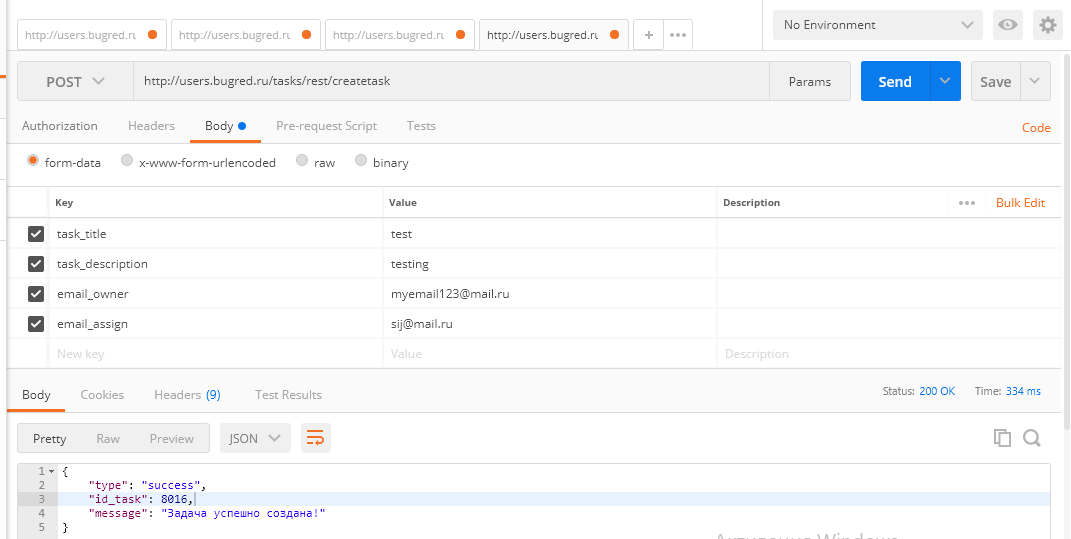 http://users.bugred.ru http://users.bugred.ru http://users.bugred.ru http://users.bugred.ru + ••• No Environment
POST http://users.bugred.ru/tasks/rest/createtask Params Send Save
Authorization Headers Body Pre-request Script Tests Code
form-data x-www-form-urlencoded raw binary
Key Value Description ••• Bulk Edit
task_title test
task_description testing
email_owner myemail123@mail.ru
email_assign sij@mail.ru
New key Value Description
Body Cookies Headers (9) Test Results Status: 200 OK Time: 334 ms
Pretty Raw Preview JSON
1 {
2 "type": "success",
3 "id_task": 8016,
4 "message": "Задача успешно создана!"
5 }
Активация Windows